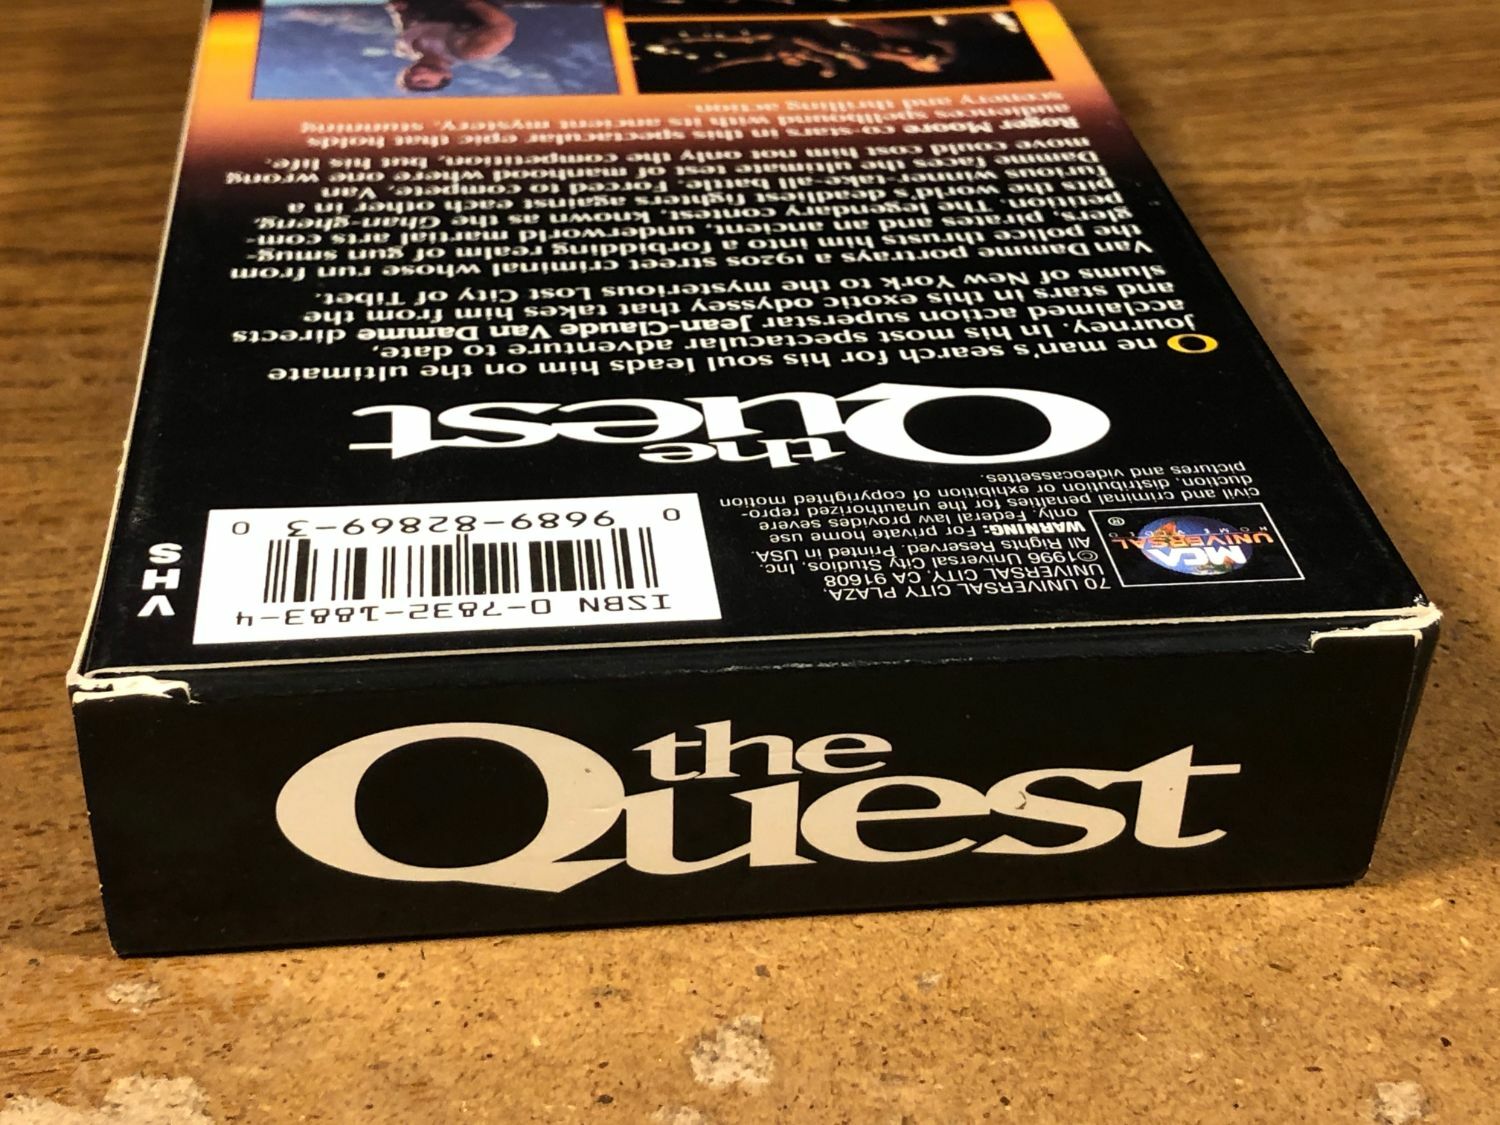 70 UNIVERSAL CITY PLAZA,
UNIVERSAL CITY, CA 91608
©1996 Universal City Studios, Inc.
All Rights Reserved. Printed in USA.
WARNING: For private home use
only. Federal law provides severe
civil and criminal penalties for the unauthorized repro-
duction, distribution or exhibition of copyrighted motion
pictures and videocassettes.
MCA
UNIVERSAL
HOME VIDEO
®
ISBN 0-7832-1883-4
0 9689-82869-3 0
VHS
the
Quest
One man's search for his soul leads him on the ultimate
Journey. In his most spectacular adventure to date,
acclaimed action superstar Jean-Claude Van Damme directs
and stars in this exotic odyssey that takes him from the
slums of New York to the mysterious Lost City of Tibet.
Van Damme portrays a 1920s street criminal whose run from
the police thrusts him into a forbidding realm of gun smug-
glers, pirates and an ancient, underworld martial arts com-
petition. The legendary contest, known as the Ghan-gheng,
pits the world's deadliest fighters against each other in a
furious winner-take-all battle. Forced to compete, Van
Damme faces the ultimate test of manhood where one wrong
move could cost him not only the competition, but his life.
Roger Moore co-stars in this spectacular epic that holds
audiences spellbound with its ancient mystery, stunning
scenery and thrilling action.
the
Quest